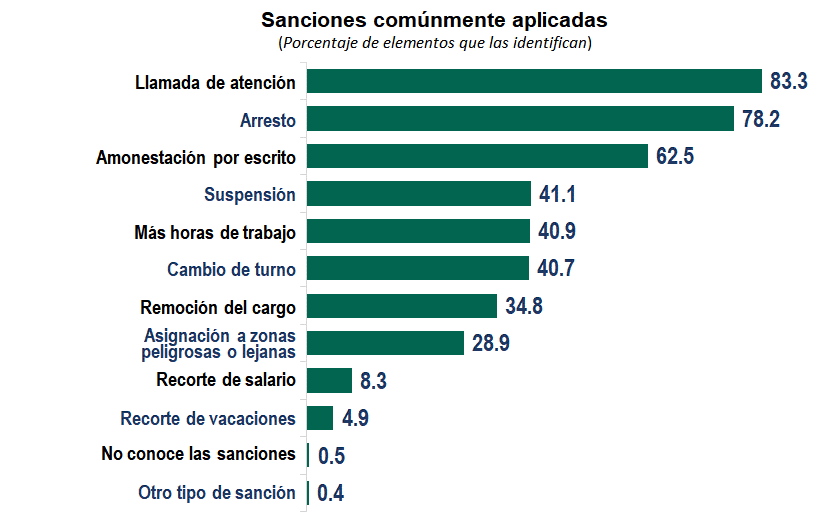 Sanciones comúnmente aplicadas
(Porcentaje de elementos que las identifican)
Llamada de atención 83.3
Arresto 78.2
Amonestación por escrito 62.5
Suspensión 41.1
Más horas de trabajo 40.9
Cambio de turno 40.7
Remoción del cargo 34.8
Asignación a zonas
peligrosas o lejanas 28.9
Recorte de salario 8.3
Recorte de vacaciones 4.9
No conoce las sanciones 0.5
Otro tipo de sanción 0.4